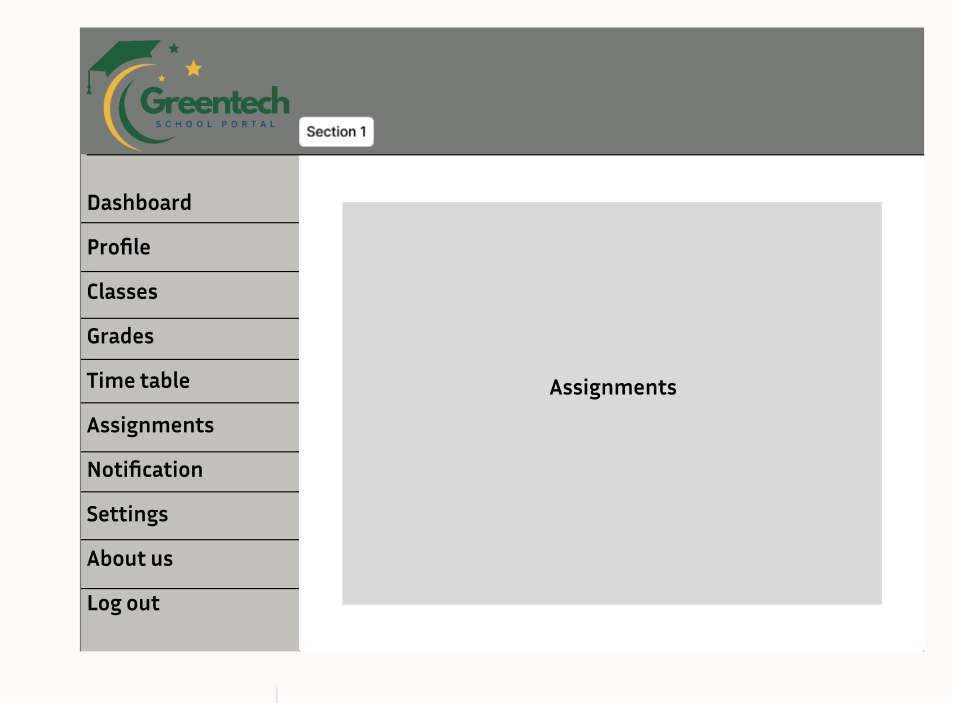 Greentech
SCHOOL PORTAL
Section 1
Dashboard
Profile
Classes
Grades
Time table
Assignments
Notification
Settings
About us
Log out
Assignments